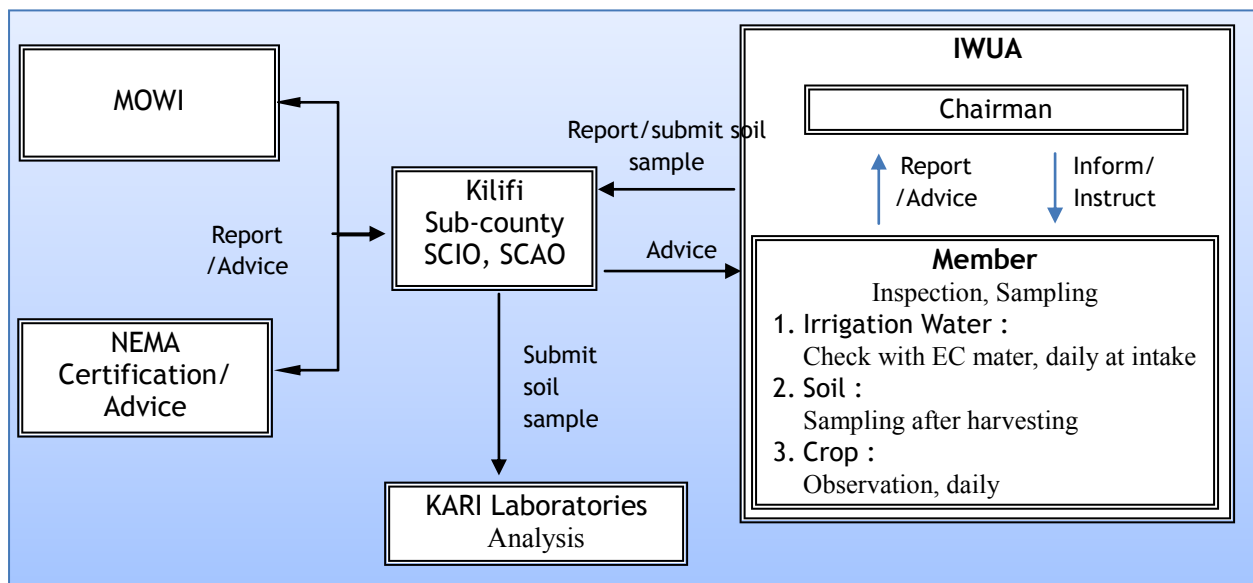 MOWI
NEMA
Certification/
Advice
Report
/Advice
Kilifi
Sub-county
SCIO, SCAO
Submit
soil
sample
KARI Laboratories
Analysis
Report/submit soil
sample
Advice
IWUA
Chairman
Report
/Advice
Inform/
Instruct
Member
Inspection, Sampling
1. Irrigation Water :
Check with EC mater, daily at intake
2. Soil :
Sampling after harvesting
3. Crop :
Observation, daily